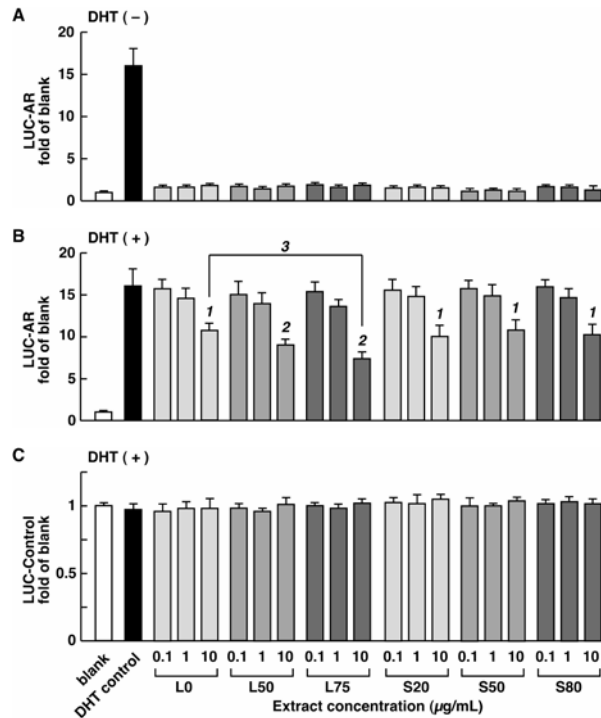 A DHT ( – )
20
15
10
5
0
LUC-AR
fold of blank
B DHT ( + )
20
15
10
5
0
LUC-AR
fold of blank
3
1
2
2
1
1
1
C DHT ( + )
1
0.5
0
LUC-Control
fold of blank
blank
DHT control
0.1 1 10 0.1 1 10 0.1 1 10 0.1 1 10 0.1 1 10 0.1 1 10
L0 L50 L75 S20 S50 S80
Extract concentration (µg/mL)